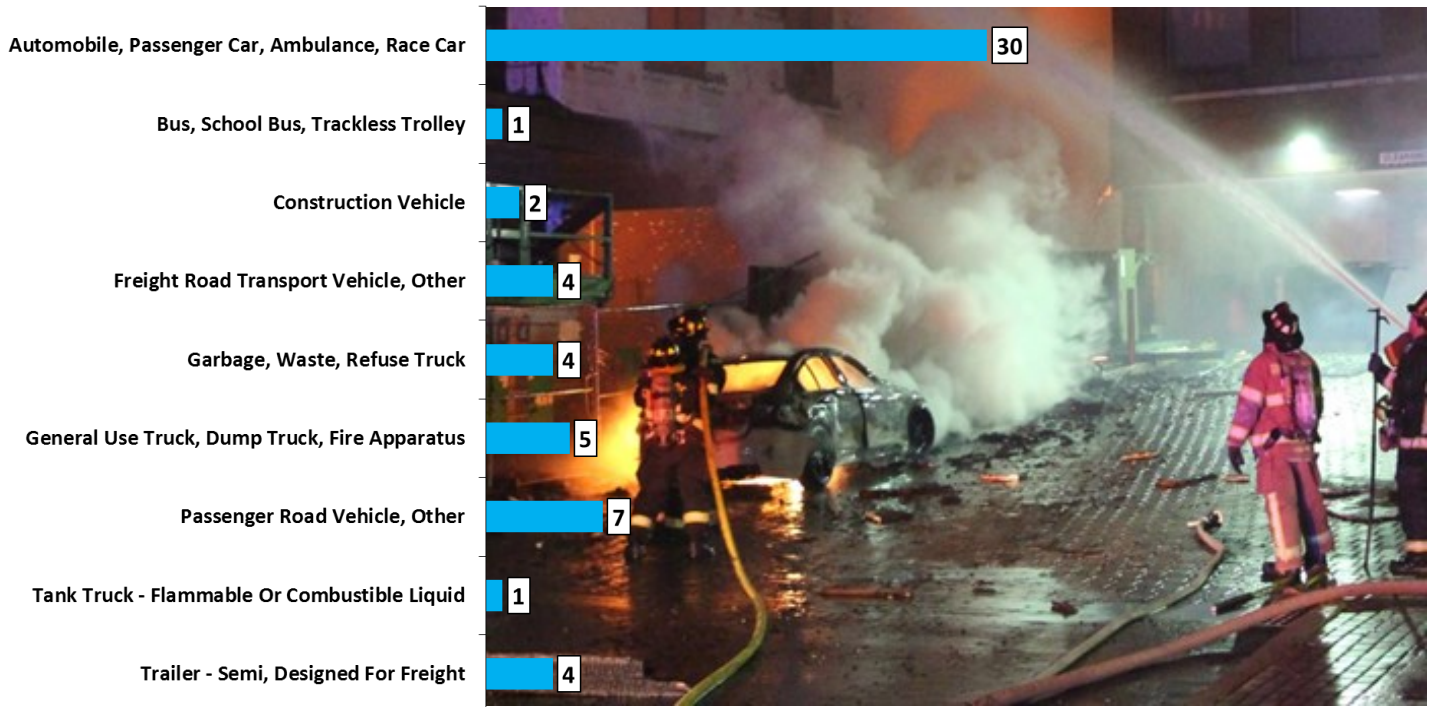 Automobile, Passenger Car, Ambulance, Race Car 30
Bus, School Bus, Trackless Trolley 1
Construction Vehicle 2
Freight Road Transport Vehicle, Other 4
Garbage, Waste, Refuse Truck 4
General Use Truck, Dump Truck, Fire Apparatus 5
Passenger Road Vehicle, Other 7
Tank Truck - Flammable Or Combustible Liquid 1
Trailer - Semi, Designed For Freight 4